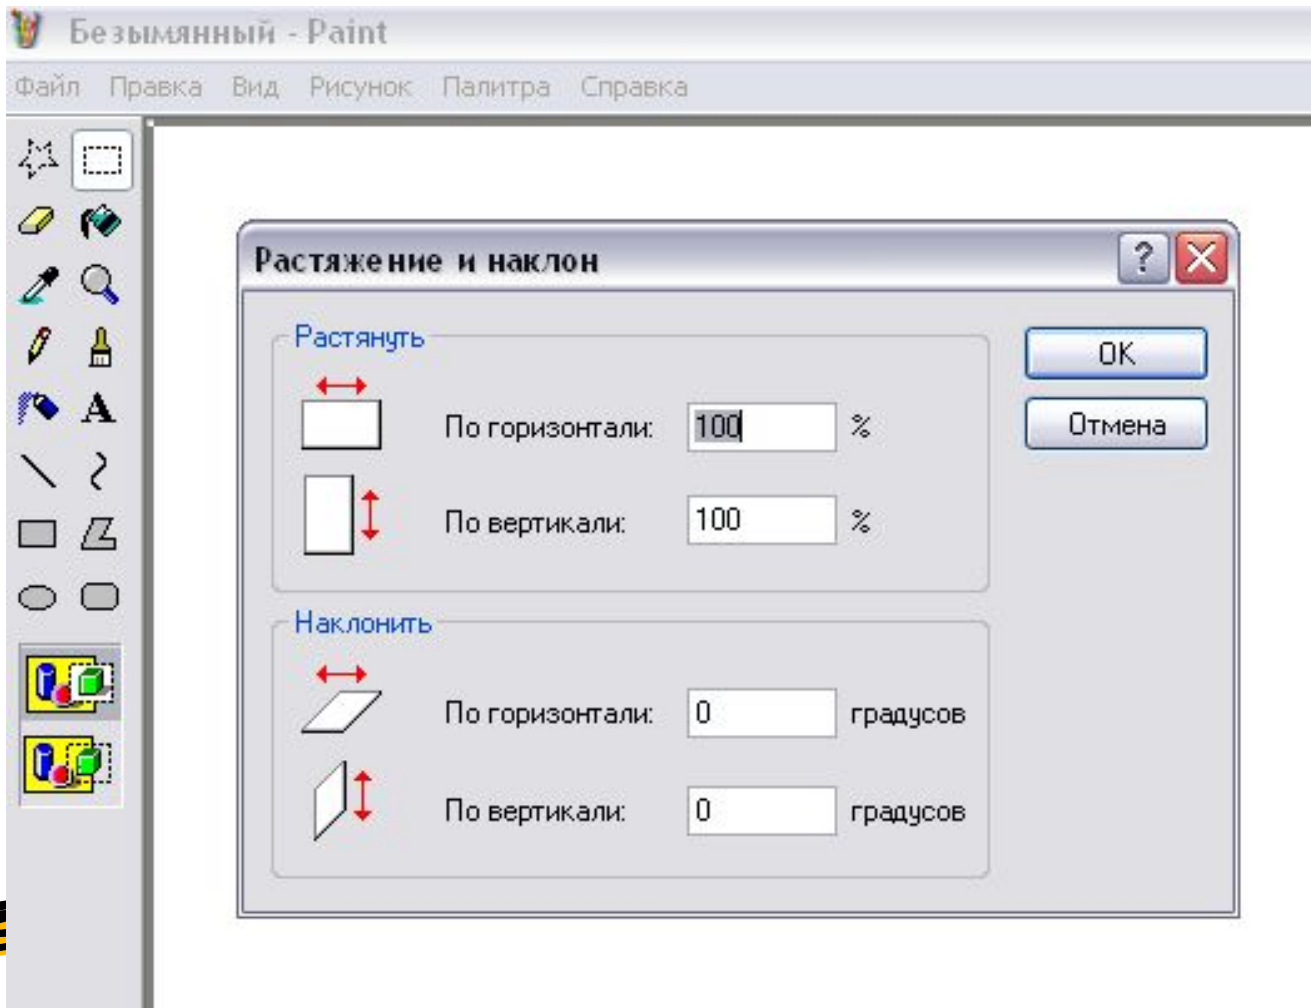 Безымянный - Paint
Файл Правка Вид Рисунок Палитра Справка
A
Растяжение и наклон
?
Растянуть
OK
По горизонтали: 100 %
Отмена
По вертикали: 100 %
Наклонить
По горизонтали: 0 градусов
По вертикали: 0 градусов